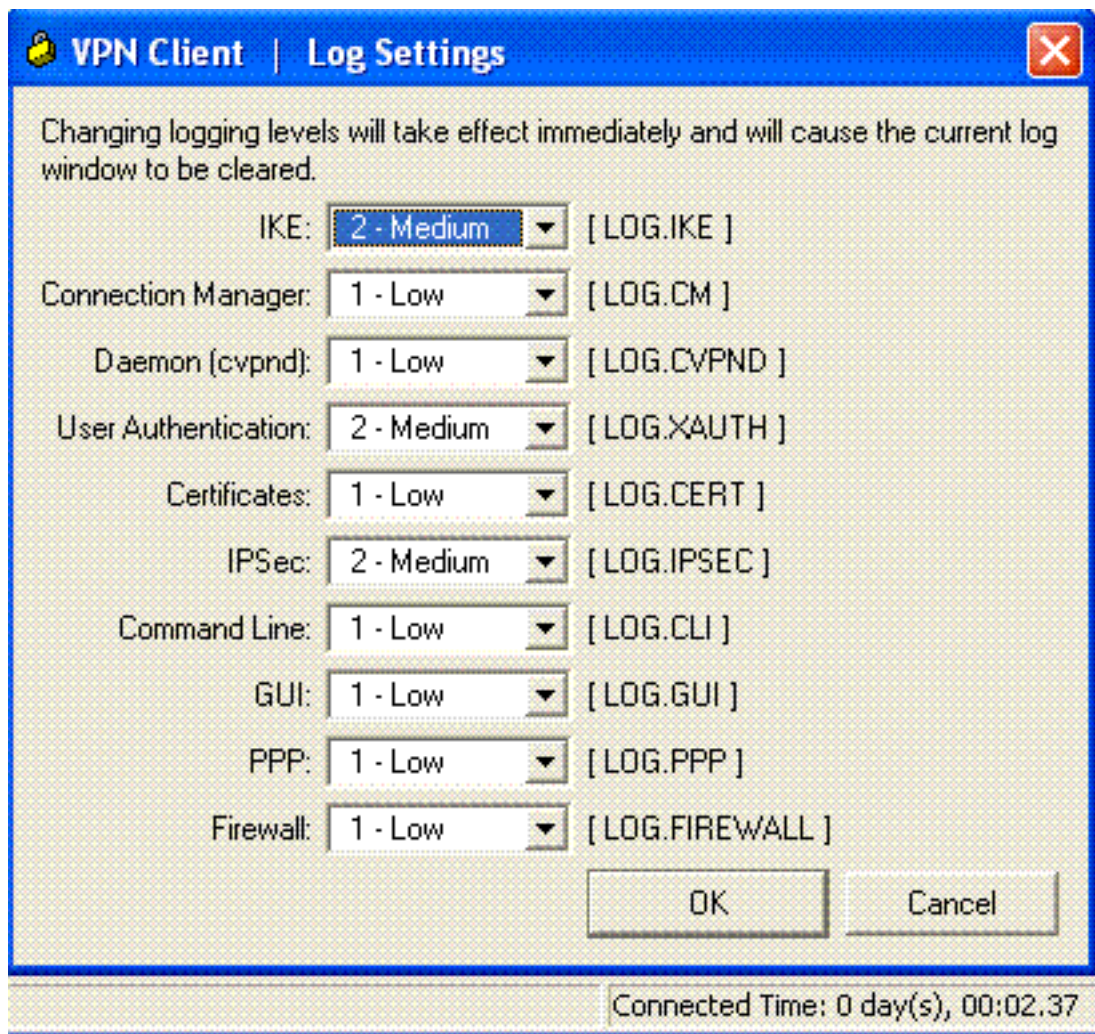 VPN Client | Log Settings
Changing logging levels will take effect immediately and will cause the current log
window to be cleared.
IKE: 2 - Medium [ LOG.IKE ]
Connection Manager: 1 - Low [ LOG.CM ]
Daemon (cvpnd): 1 - Low [ LOG.CVPND ]
User Authentication: 2 - Medium [ LOG.XAUTH ]
Certificates: 1 - Low [ LOG.CERT ]
IPSec: 2 - Medium [ LOG.IPSEC ]
Command Line: 1 - Low [ LOG.CLI ]
GUI: 1 - Low [ LOG.GUI ]
PPP: 1 - Low [ LOG.PPP ]
Firewall: 1 - Low [ LOG.FIREWALL ]
OK Cancel
Connected Time: 0 day(s), 00:02.37